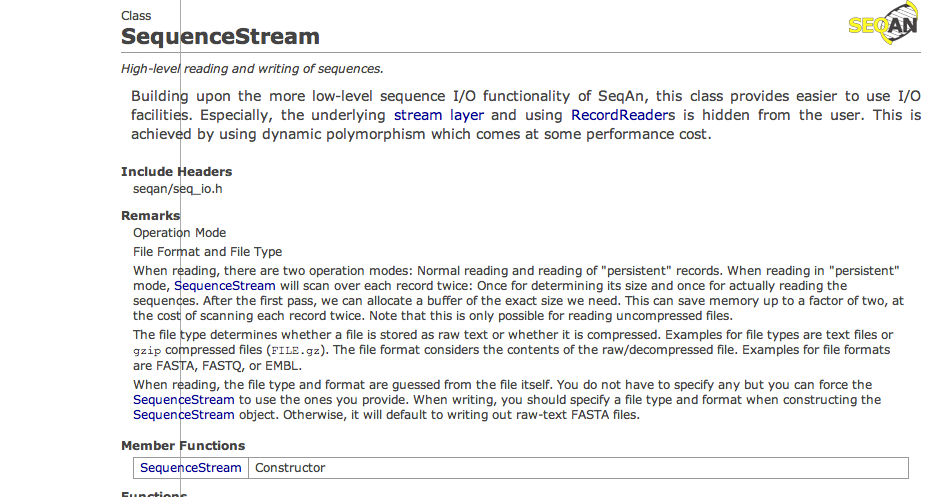 Class
SEQAN
SequenceStream
High-level reading and writing of sequences.
Building upon the more low-level sequence I/O functionality of SeqAn, this class provides easier to use I/O
facilities. Especially, the underlying stream layer and using RecordReaders is hidden from the user. This is
achieved by using dynamic polymorphism which comes at some performance cost.
Include Headers
seqan/seq_io.h
Remarks
Operation Mode
File Format and File Type
When reading, there are two operation modes: Normal reading and reading of "persistent" records. When reading in "persistent"
mode, SequenceStream will scan over each record twice: Once for determining its size and once for actually reading the
sequences. After the first pass, we can allocate a buffer of the exact size we need. This can save memory up to a factor of two, at
the cost of scanning each record twice. Note that this is only possible for reading uncompressed files.
The file type determines whether a file is stored as raw text or whether it is compressed. Examples for file types are text files or
gzip compressed files (FILE.gz). The file format considers the contents of the raw/decompressed file. Examples for file formats
are FASTA, FASTQ, or EMBL.
When reading, the file type and format are guessed from the file itself. You do not have to specify any but you can force the
SequenceStream to use the ones you provide. When writing, you should specify a file type and format when constructing the
SequenceStream object. Otherwise, it will default to writing out raw-text FASTA files.
Member Functions
SequenceStream Constructor
Functions